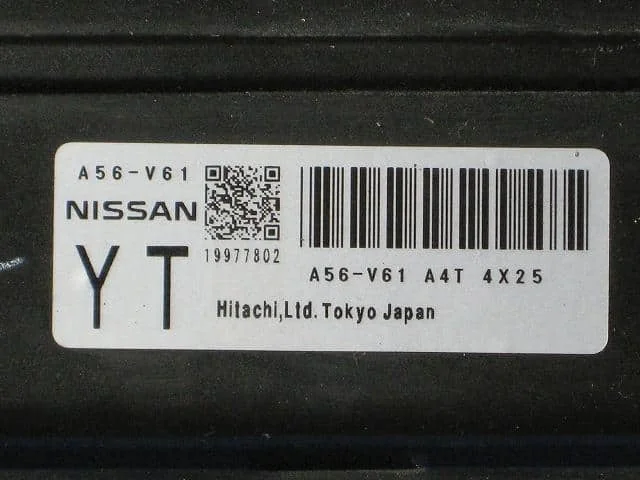 A56-V61
NISSAN
YT
19977802
A56-V61 A4T 4X25
Hitachi,Ltd. Tokyo Japan